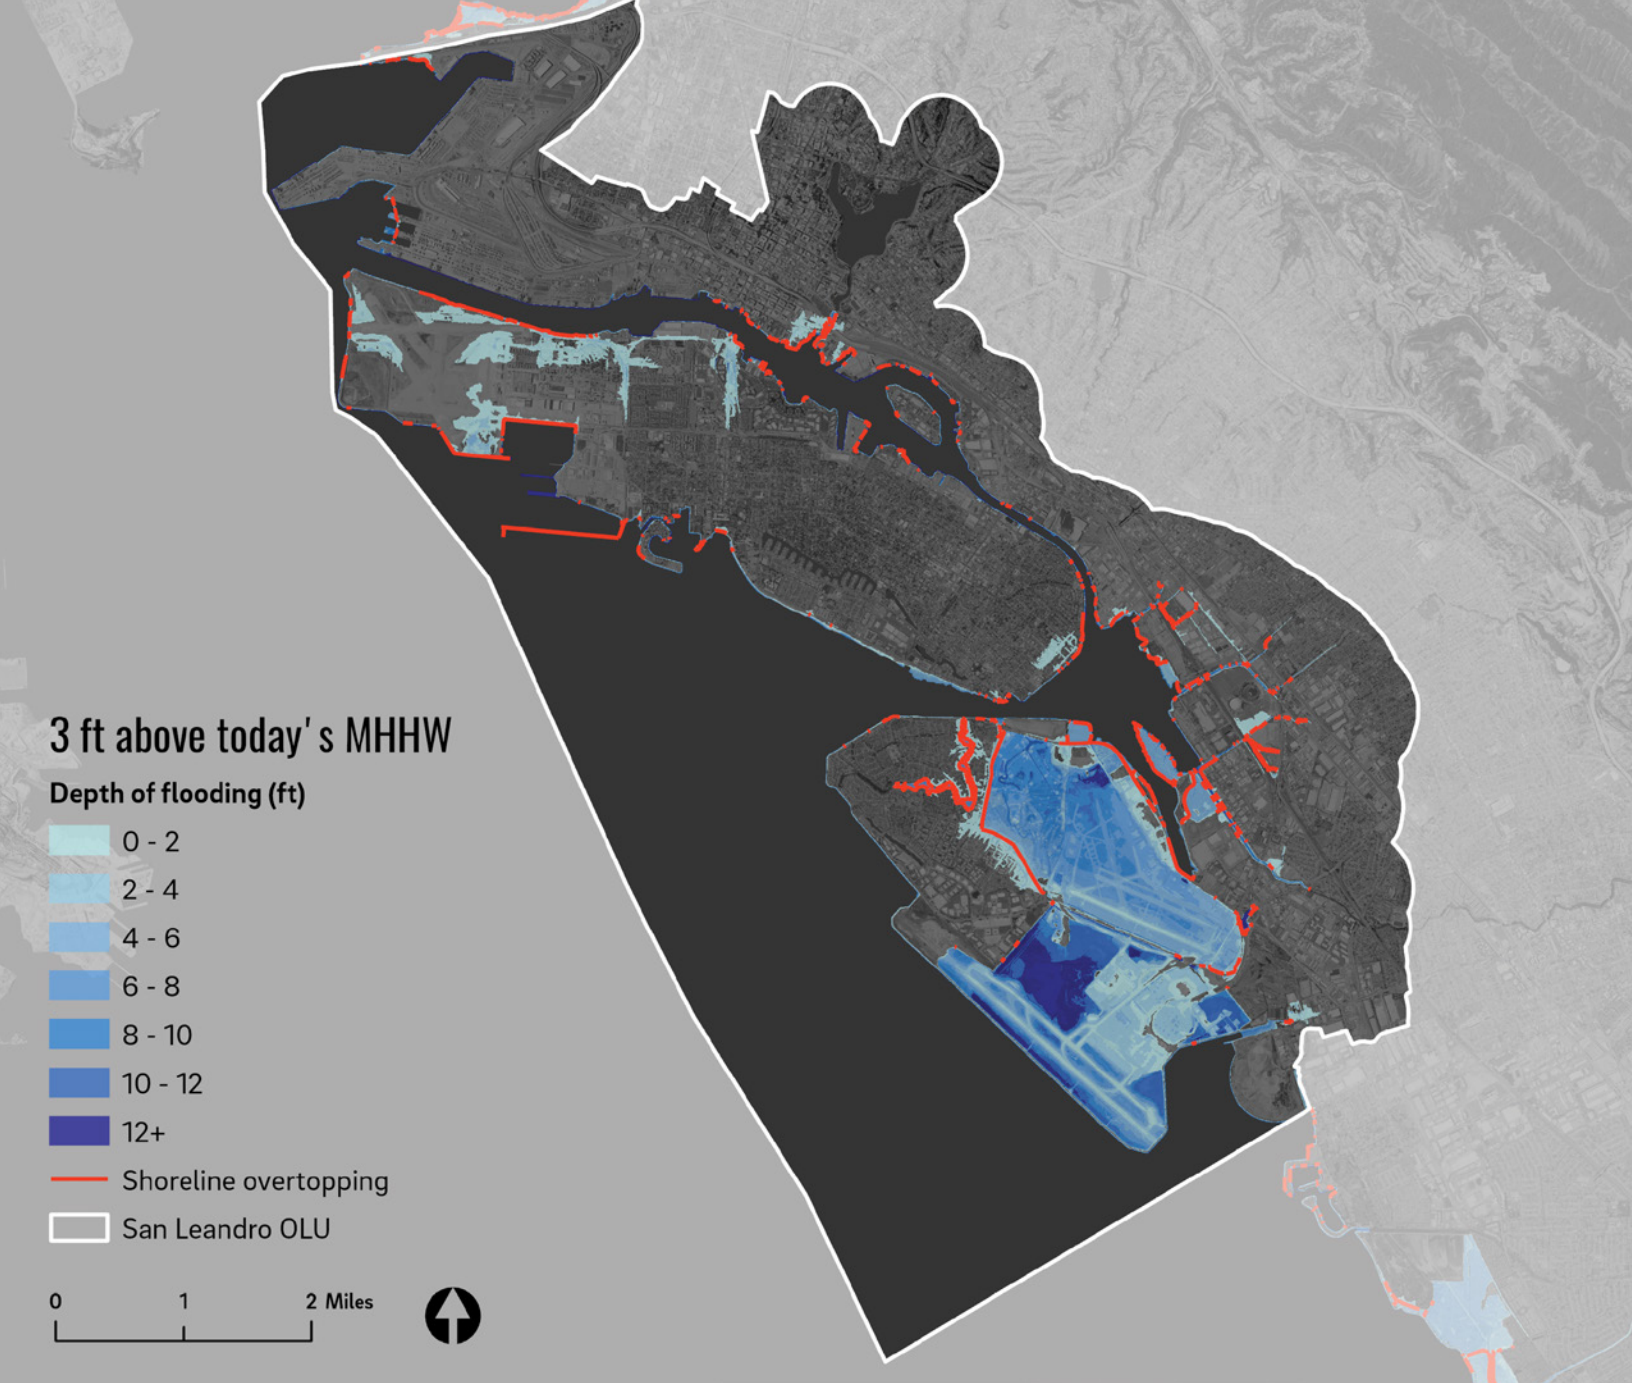 3 ft above today's MHHW
Depth of flooding (ft)
0 - 2
2 - 4
4 - 6
6 - 8
8 - 10
10 - 12
12+
Shoreline overtopping
San Leandro OLU
0 1 2 Miles